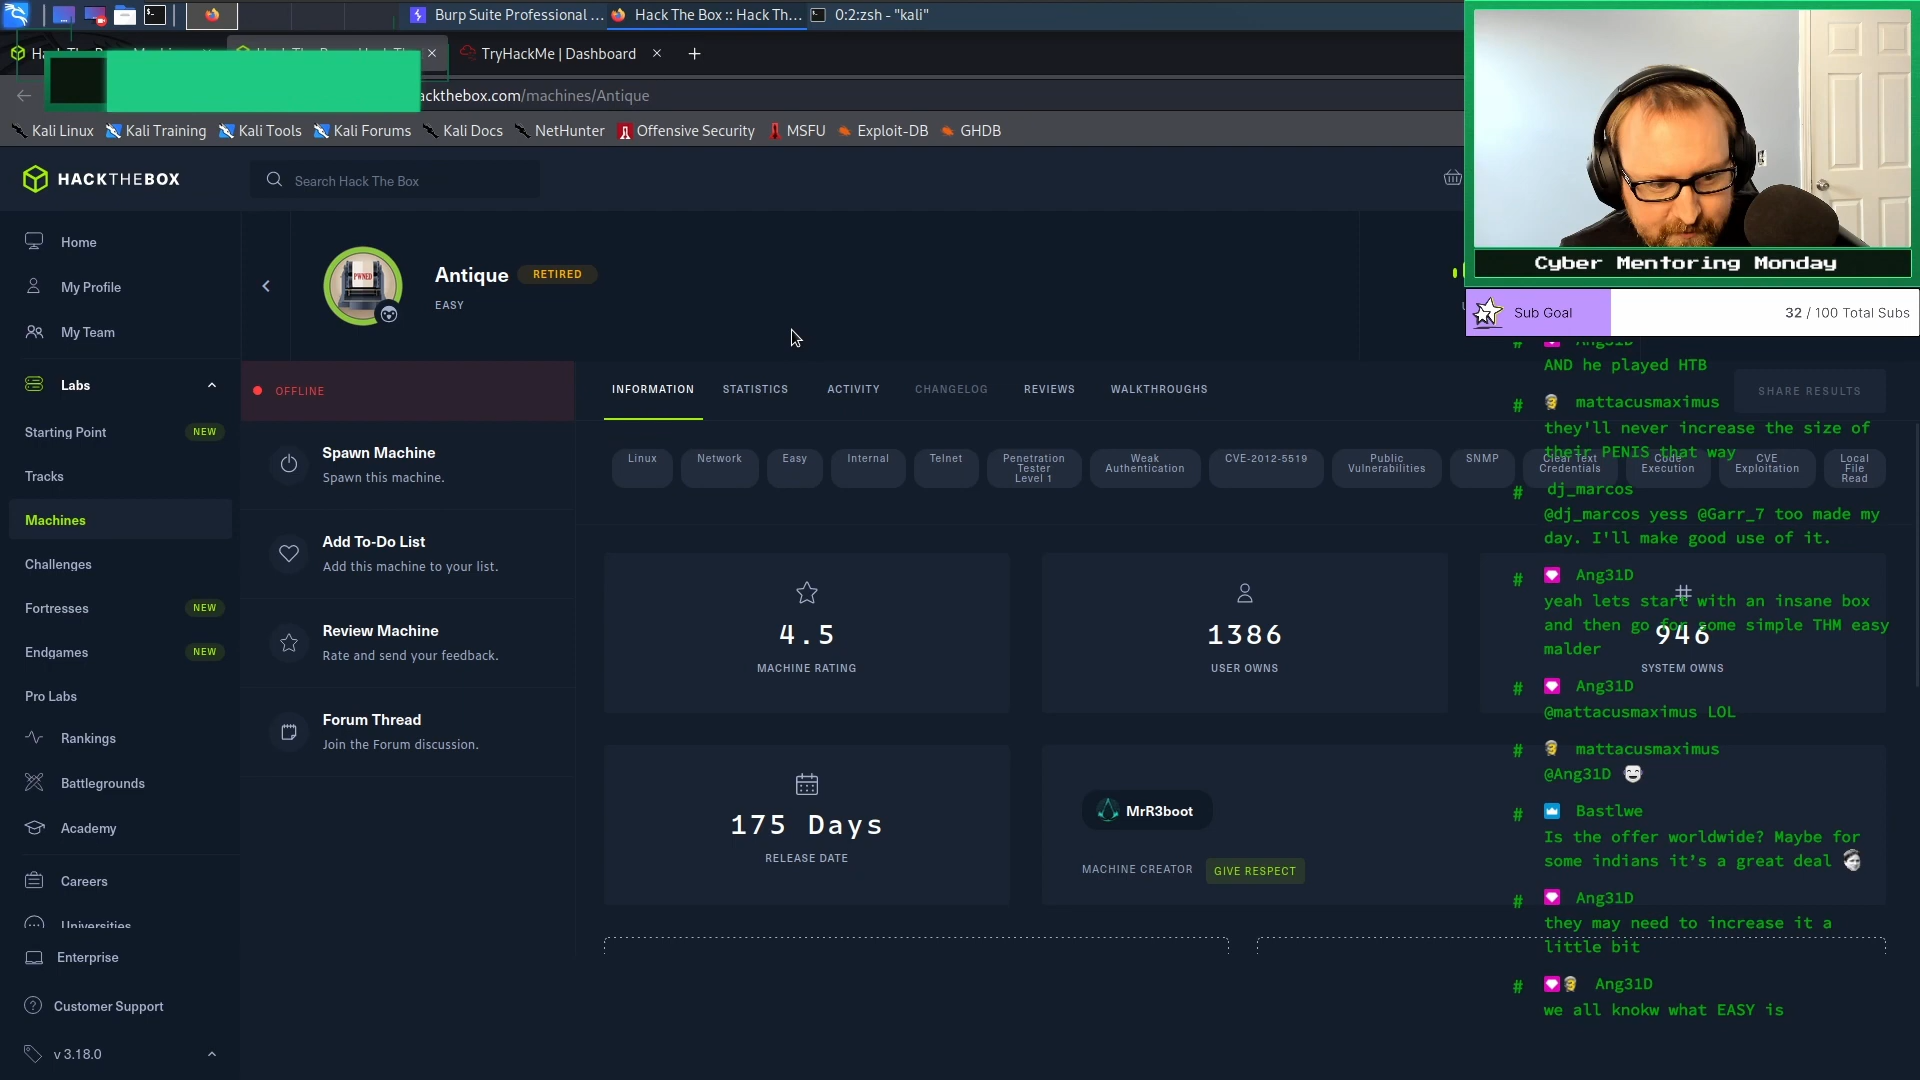 Burp Suite Professional ...
Hack The Box :: Hack Th...
0:2:zsh - "kali"
TryHackMe | Dashboard
ackthebox.com/machines/Antique
Kali Linux
Kali Training
Kali Tools
Kali Forums
Kali Docs
NetHunter
Offensive Security
MSFU
Exploit-DB
GHDB
HACKTHEBOX
Search Hack The Box
Home
My Profile
My Team
Labs
Starting Point NEW
Tracks
Machines
Challenges
Fortresses NEW
Endgames NEW
Pro Labs
Rankings
Battlegrounds
Academy
Careers
Universities
Enterprise
Customer Support
v 3.18.0
PWNED
Antique RETIRED
EASY
OFFLINE
Spawn Machine
Spawn this machine.
Add To-Do List
Add this machine to your list.
Review Machine
Rate and send your feedback.
Forum Thread
Join the Forum discussion.
INFORMATION
STATISTICS
ACTIVITY
CHANGELOG
REVIEWS
WALKTHROUGHS
SHARE RESULTS
Linux
Network
Easy
Internal
Telnet
Penetration
Tester
Level 1
Weak
Authentication
CVE-2012-5519
Public
Vulnerabilities
SNMP
Clear Text
Credentials
Code
Execution
CVE
Exploitation
Local
File
Read
4.5
MACHINE RATING
1386
USER OWNS
946
SYSTEM OWNS
175 Days
RELEASE DATE
MrR3boot
MACHINE CREATOR
GIVE RESPECT
Cyber Mentoring Monday
Sub Goal
32 / 100 Total Subs
# Ang31D
AND he played HTB
# mattacusmaximus
they'll never increase the size of
their PENIS that way
# dj_marcos
@dj_marcos yess @Garr_7 too made my
day. I'll make good use of it.
# Ang31D
yeah lets start with an insane box
and then go for some simple THM easy
malder
# Ang31D
@mattacusmaximus LOL
# mattacusmaximus
@Ang31D
# Bastlwe
Is the offer worldwide? Maybe for
some indians it's a great deal
# Ang31D
they may need to increase it a
little bit
# Ang31D
we all knokw what EASY is